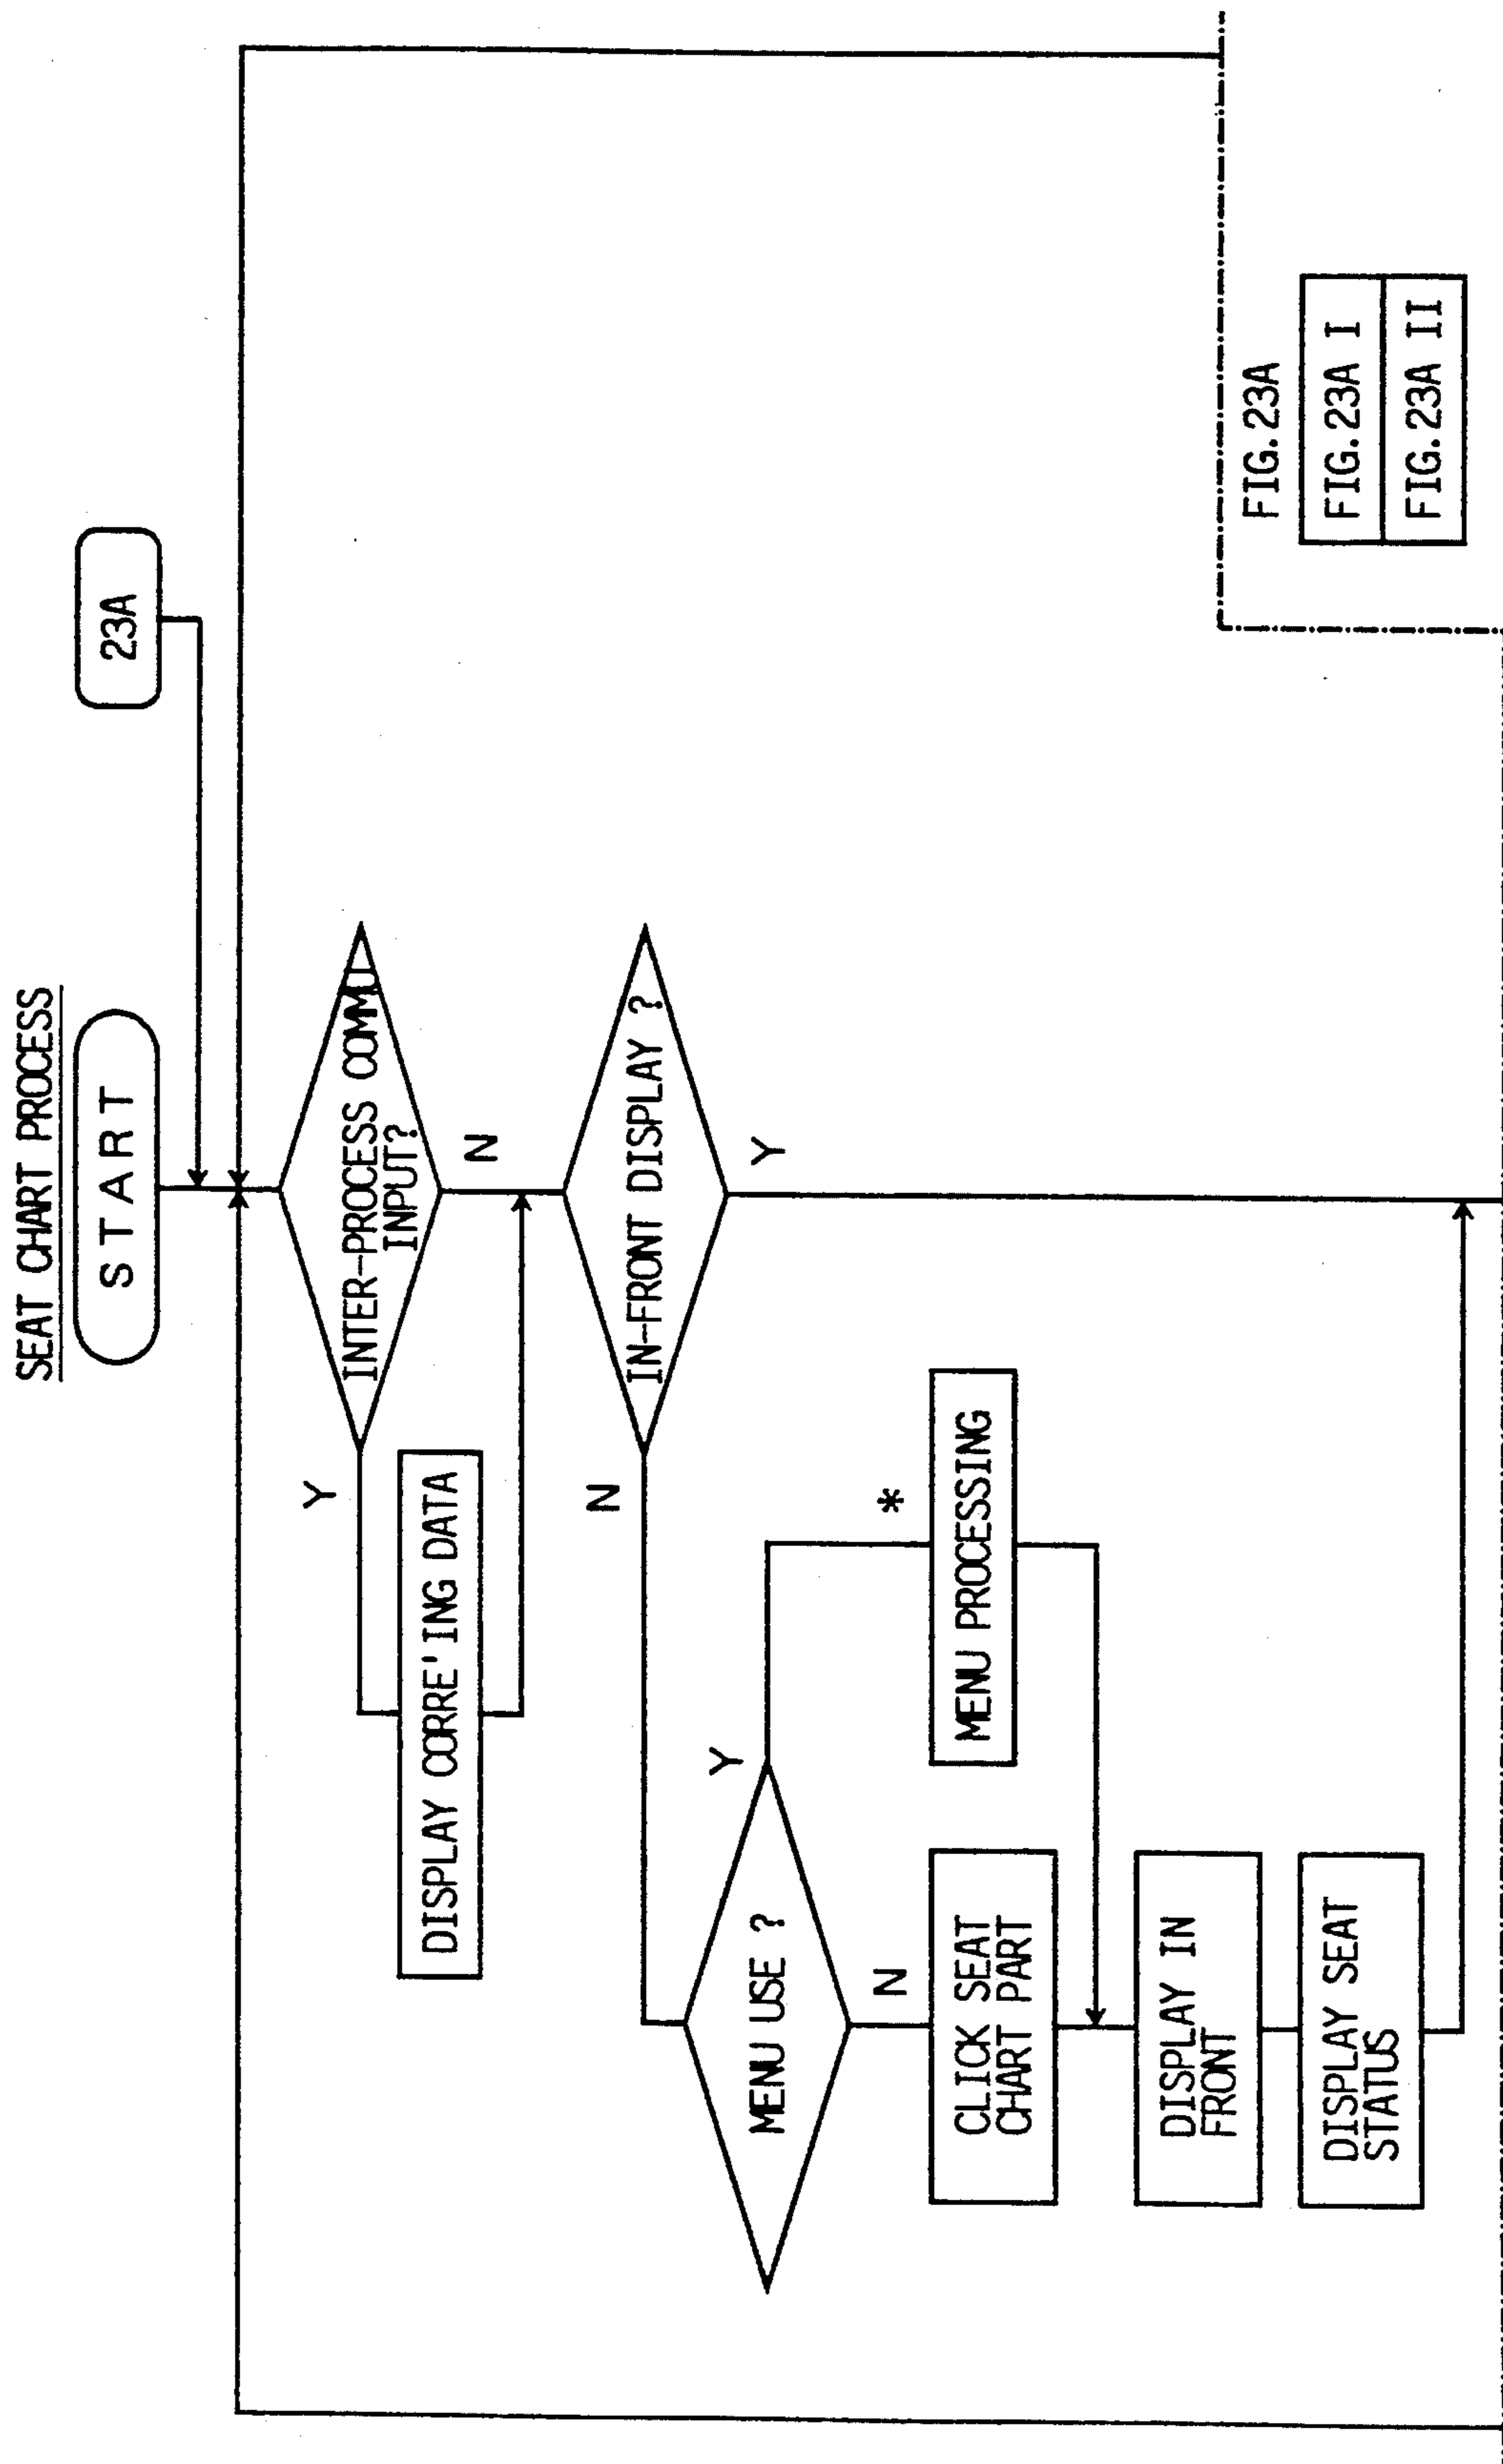 SEAT CHART PROCESS
START
23A
INTER-PROCESS COMMU
INPUT?
Y
N
DISPLAY CORRE'ING DATA
IN-FRONT DISPLAY ?
N
Y
MENU USE ?
Y
N
*
MENU PROCESSING
CLICK SEAT
CHART PART
DISPLAY IN
FRONT
DISPLAY SEAT
STATUS
FIG.23A
FIG.23A I
FIG.23A II